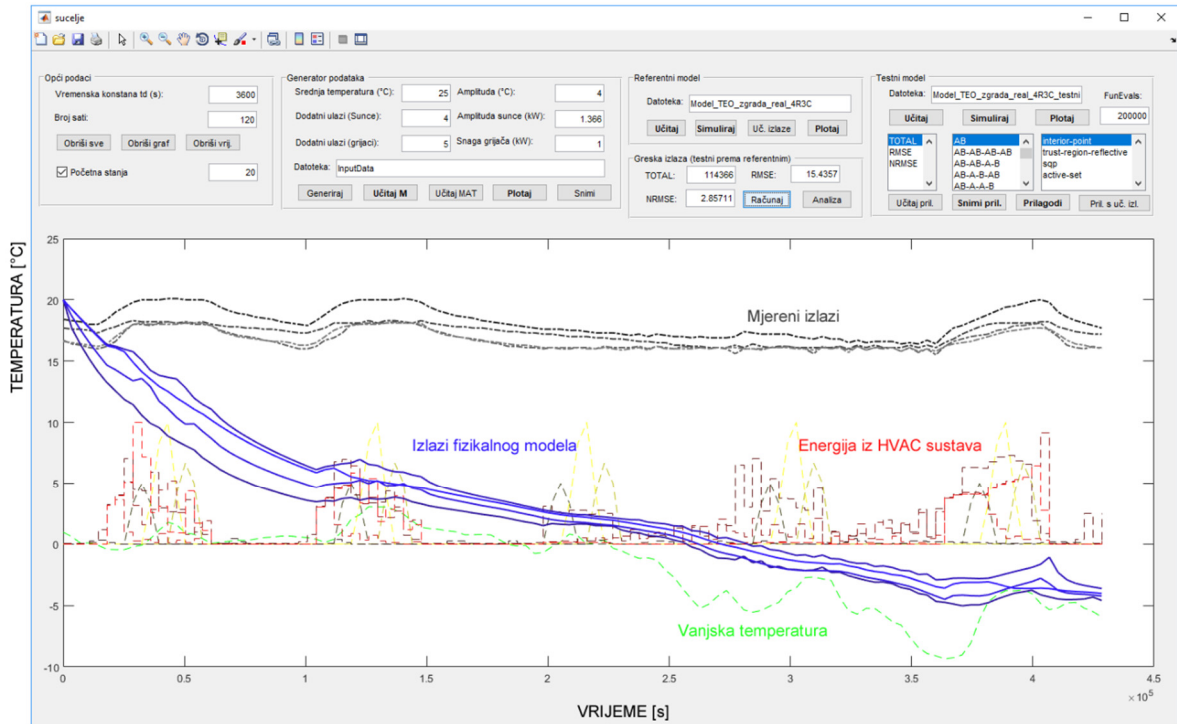 sucelje
Opći podaci
Vremenska konstana td (s): 3600
Broj sati: 120
Obriši sve Obriši graf Obriši vrij.
Početna stanja 20
Generator podataka
Srednja temperatura (°C): 25 Amplituda (°C): 4
Dodatni ulazi (Sunce): 4 Amplituda sunce (kW): 1.366
Dodatni ulazi (grijaci): 5 Snaga grijača (kW): 1
Datoteka: InputData
Generiraj Učitaj M Učitaj MAT Plotaj Snimi
Referentni model
Datoteka: Model_TEO_zgrada_real_4R3C
Učitaj Simuliraj Uč. izlaze Plotaj
Greska izlaza (testni prema referentnim)
TOTAL: 114366 RMSE: 15.4357
NRMSE: 2.85711 Računaj Analiza
Testni model
Datoteka: Model_TEO_zgrada_real_4R3C_testni FunEvals:
Učitaj Simuliraj Plotaj 200000
TOTAL AB interior-point
RMSE AB-AB-AB-AB trust-region-reflective
NRMSE AB-AB-A-B sqp
AB-A-AB-B active-set
AB-A-A-B
Učitaj pril. Snimi pril. Prilagodi Pril. s uč. izl.
TEMPERATURA [°C]
25
20
15
10
5
0
-5
-10
Mjereni izlazi
Izlazi fizikalnog modela
Energija iz HVAC sustava
Vanjska temperatura
0 0.5 1 1.5 2 2.5 3 3.5 4 4.5
× 10⁵
VRIJEME [s]